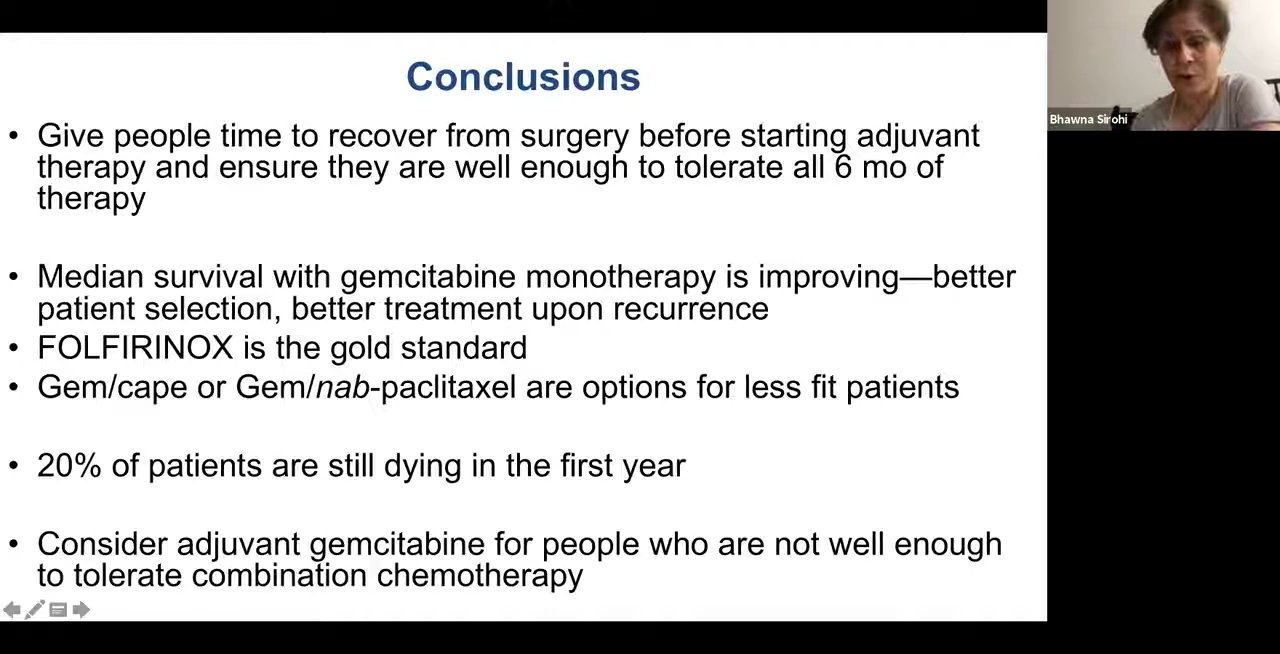 Conclusions
• Give people time to recover from surgery before starting adjuvant
therapy and ensure they are well enough to tolerate all 6 mo of
therapy
• Median survival with gemcitabine monotherapy is improving—better
patient selection, better treatment upon recurrence
• FOLFIRINOX is the gold standard
• Gem/cape or Gem/nab-paclitaxel are options for less fit patients
• 20% of patients are still dying in the first year
• Consider adjuvant gemcitabine for people who are not well enough
to tolerate combination chemotherapy
Bhawna Sirohi